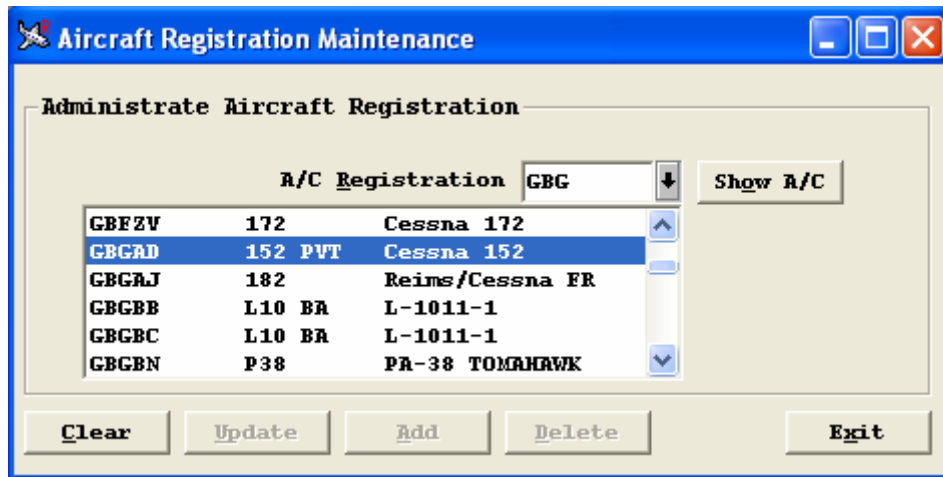 Aircraft Registration Maintenance
Administrate Aircraft Registration
A/C Registration GBG Show A/C
GBFZV 172 Cessna 172
GBGAD 152 PVT Cessna 152
GBGAJ 182 Reims/Cessna FR
GBGBB L10 BA L-1011-1
GBGBC L10 BA L-1011-1
GBGBN P38 PA-38 TOMAHAWK
Clear Update Add Delete Exit